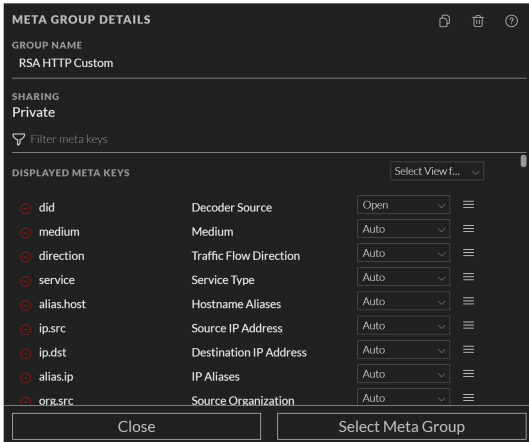 META GROUP DETAILS
GROUP NAME
RSA HTTP Custom
SHARING
Private
Filter meta keys
DISPLAYED META KEYS Select View f...
did Decoder Source Open
medium Medium Auto
direction Traffic Flow Direction Auto
service Service Type Auto
alias.host Hostname Aliases Auto
ip.src Source IP Address Auto
ip.dst Destination IP Address Auto
alias.ip IP Aliases Auto
org.src Source Organization Auto
Close Select Meta Group